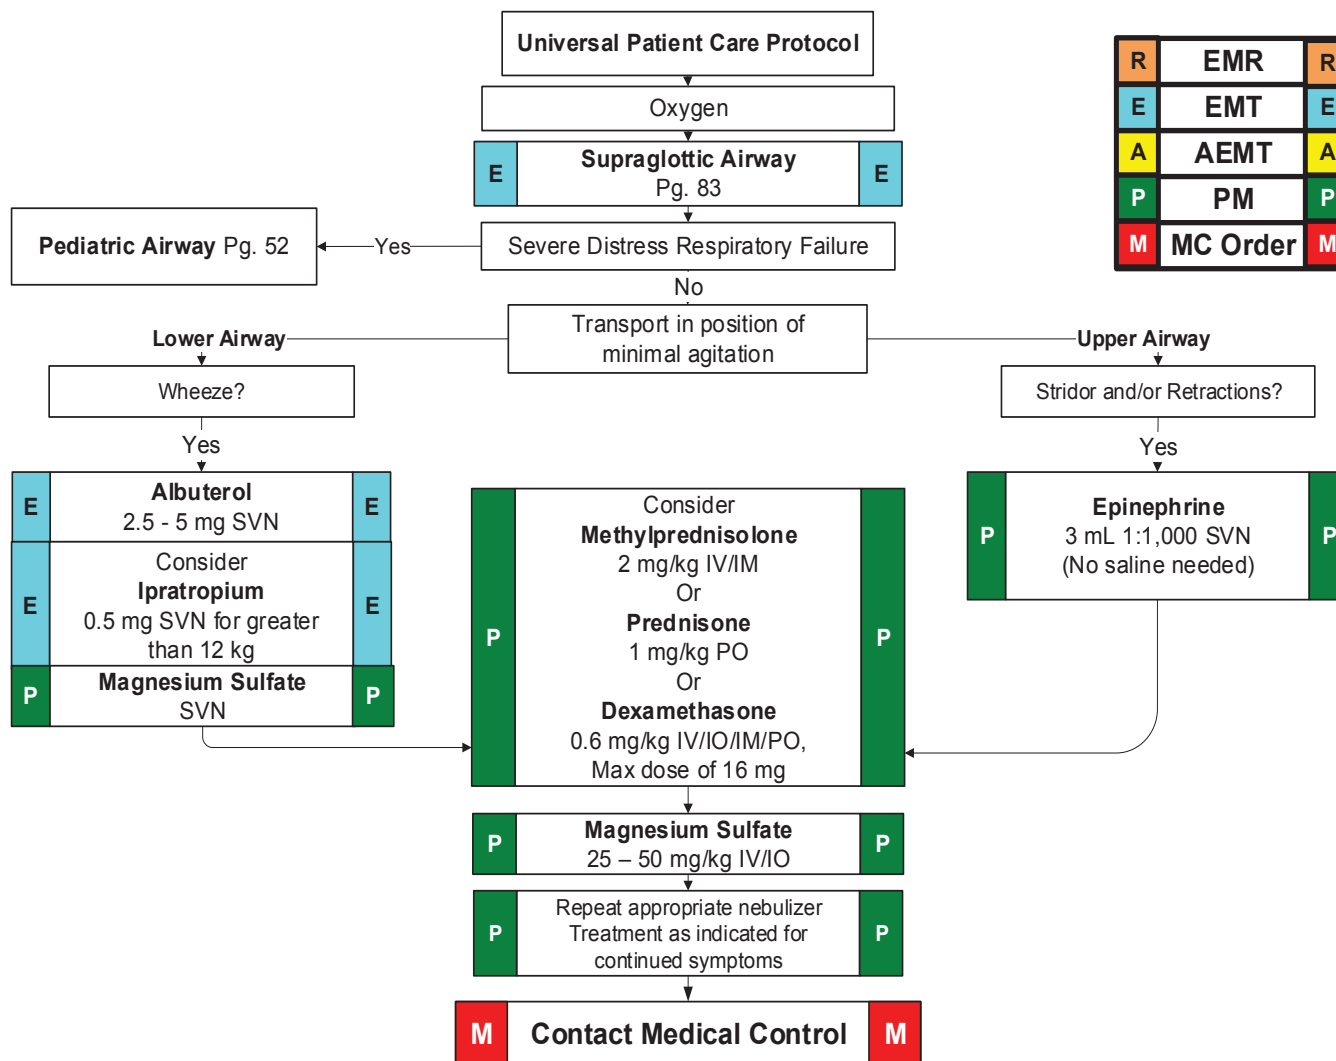 Universal Patient Care Protocol
R EMR R
E EMT E
A AEMT A
P PM P
M MC Order M
Oxygen
E Supraglottic Airway E
Pg. 83
Severe Distress Respiratory Failure
Yes
Pediatric Airway Pg. 52
No
Transport in position of
minimal agitation
Lower Airway
Wheeze?
Yes
E Albuterol E
2.5 - 5 mg SVN
Consider
E Ipratropium E
0.5 mg SVN for greater
than 12 kg
P Magnesium Sulfate P
SVN
Upper Airway
Stridor and/or Retractions?
Yes
P Epinephrine P
3 mL 1:1,000 SVN
(No saline needed)
Consider
Methylprednisolone
2 mg/kg IV/IM
Or
P Prednisone P
1 mg/kg PO
Or
Dexamethasone
0.6 mg/kg IV/IO/IM/PO,
Max dose of 16 mg
P Magnesium Sulfate P
25 – 50 mg/kg IV/IO
Repeat appropriate nebulizer
P Treatment as indicated for P
continued symptoms
M Contact Medical Control M